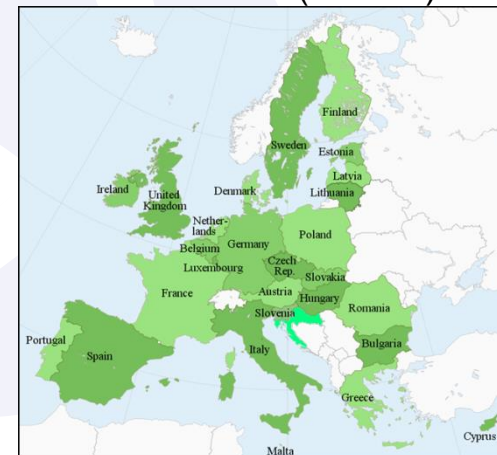 Finland
Sweden
Estonia
Latvia
Lithuania
Denmark
Ireland
United
Kingdom
Nether-
lands
Poland
Belgium
Germany
Luxembourg
Czech
Rep.
Slovakia
France
Austria
Hungary
Slovenia
Romania
Portugal
Spain
Italy
Bulgaria
Greece
Malta
Cyprus